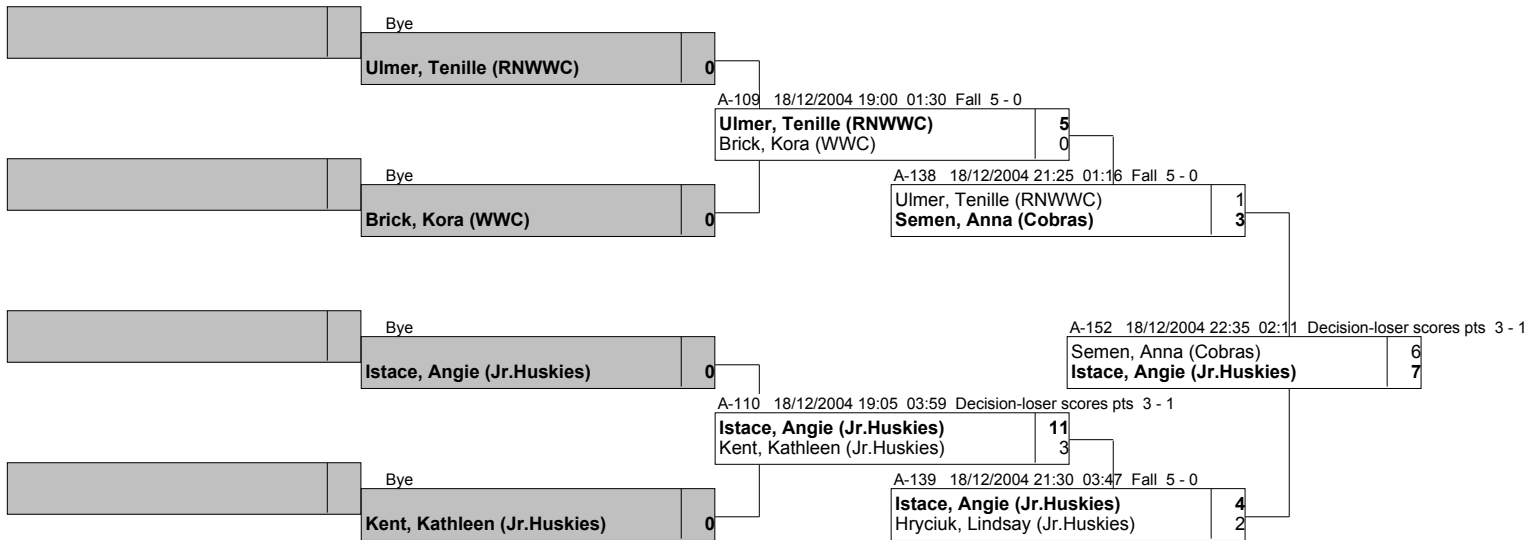 Bye
Ulmer, Tenille (RNWWC) 0
A-109 18/12/2004 19:00 01:30 Fall 5 - 0
Ulmer, Tenille (RNWWC) 5
Brick, Kora (WWC) 0
Bye
Brick, Kora (WWC) 0
A-138 18/12/2004 21:25 01:16 Fall 5 - 0
Ulmer, Tenille (RNWWC) 1
Semen, Anna (Cobras) 3
Bye
Istace, Angie (Jr.Huskies) 0
A-152 18/12/2004 22:35 02:11 Decision-loser scores pts 3 - 1
Semen, Anna (Cobras) 6
Istace, Angie (Jr.Huskies) 7
A-110 18/12/2004 19:05 03:59 Decision-loser scores pts 3 - 1
Istace, Angie (Jr.Huskies) 11
Kent, Kathleen (Jr.Huskies) 3
Bye
Kent, Kathleen (Jr.Huskies) 0
A-139 18/12/2004 21:30 03:47 Fall 5 - 0
Istace, Angie (Jr.Huskies) 4
Hryciuk, Lindsay (Jr.Huskies) 2